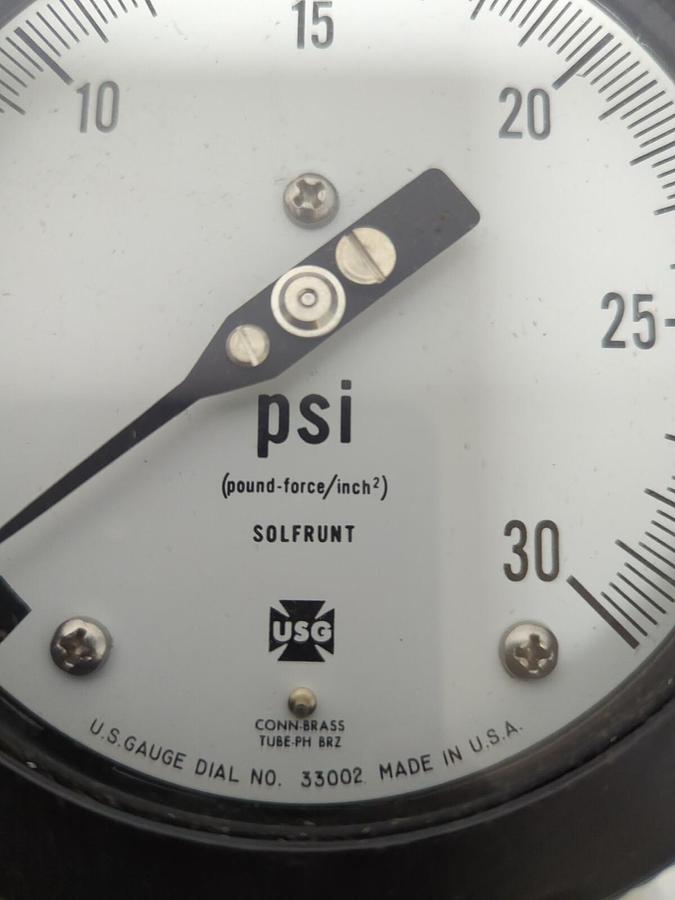 15
10
20
25
psi
(pound-force/inch²)
SOLFRUNT
30
USG
CONN-BRASS
TUBE-PH BRZ
U.S.GAUGE DIAL NO. 33002 MADE IN U.S.A.